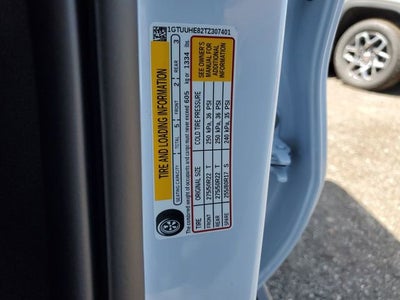 1GTUUHE82TZ307401
TIRE AND LOADING INFORMATION
SEATING CAPACITY TOTAL 5 FRONT 2 REAR 3
The combined weight of occupants and cargo must never exceed 605 kg or 1334 lbs.
TIRE ORIGINAL SIZE COLD TIRE PRESSURE
FRONT 275/50R22 T 250 kPa, 36 PSI
REAR 275/50R22 T 250 kPa, 36 PSI
SPARE 255/80R17 S 240 kPa, 35 PSI
SEE OWNER'S
MANUAL FOR
ADDITIONAL
INFORMATION